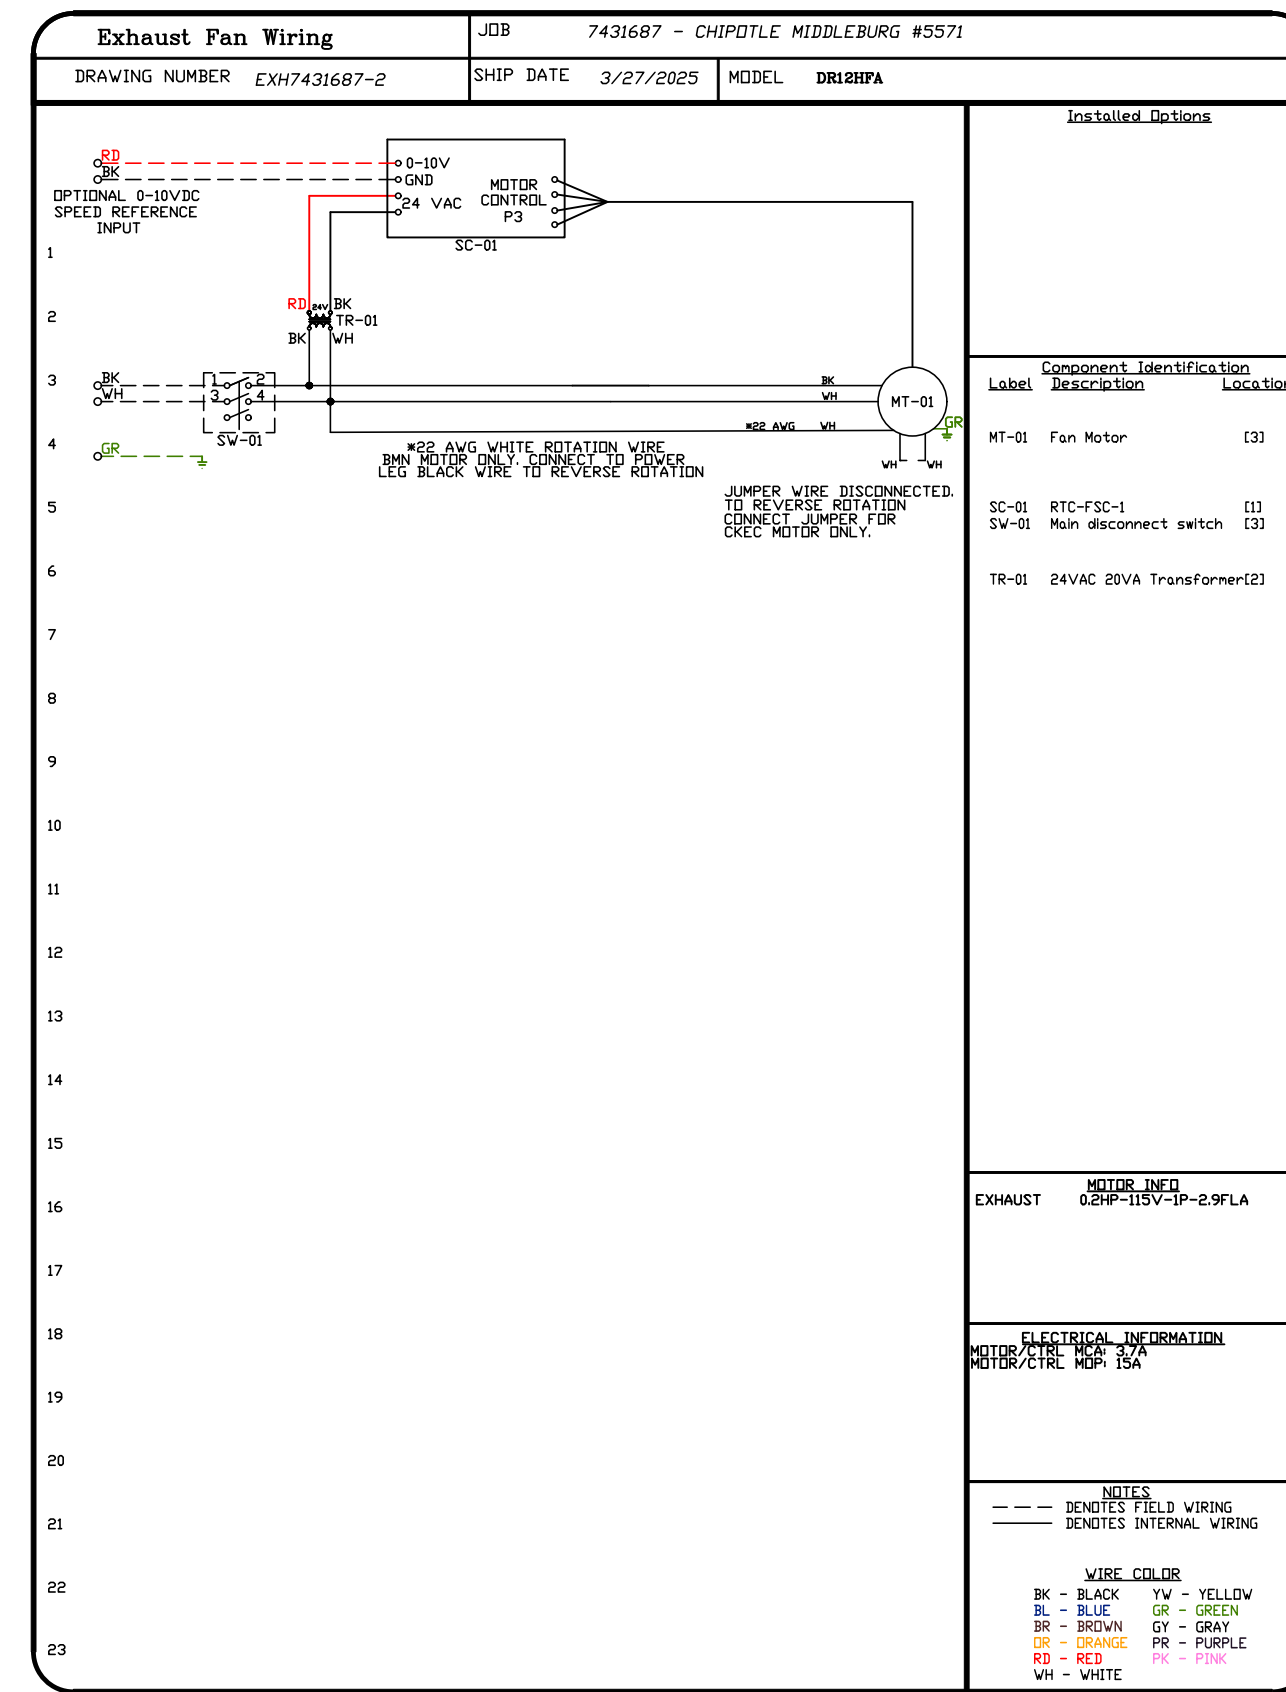 Exhaust Fan Wiring
JOB 7431687 - CHIPOTLE MIDDLEBURG #5571
DRAWING NUMBER EXH7431687-2
SHIP DATE 3/27/2025
MODEL DR12HFA
RD
BK
OPTIONAL 0-10VDC
SPEED REFERENCE
INPUT
0-10V
GND
24 VAC
MOTOR
CONTROL
P3
SC-01
RD 24V BK
TR-01
BK WH
BK
WH
1 2
3 4
SW-01
GR
BK
WH
*22 AWG WH
MT-01
GR
WH WH
*22 AWG WHITE ROTATION WIRE
BMN MOTOR ONLY. CONNECT TO POWER
LEG BLACK WIRE TO REVERSE ROTATION
JUMPER WIRE DISCONNECTED.
TO REVERSE ROTATION
CONNECT JUMPER FOR
CKEC MOTOR ONLY.
1
2
3
4
5
6
7
8
9
10
11
12
13
14
15
16
17
18
19
20
21
22
23
Installed Options
Component Identification
Label Description Location
MT-01 Fan Motor [3]
SC-01 RTC-FSC-1 [1]
SW-01 Main disconnect switch [3]
TR-01 24VAC 20VA Transformer[2]
MOTOR INFO
EXHAUST 0.2HP-115V-1P-2.9FLA
ELECTRICAL INFORMATION
MOTOR/CTRL MCA: 3.7A
MOTOR/CTRL MOP: 15A
NOTES
DENOTES FIELD WIRING
DENOTES INTERNAL WIRING
WIRE COLOR
BK - BLACK YW - YELLOW
BL - BLUE GR - GREEN
BR - BROWN GY - GRAY
OR - ORANGE PR - PURPLE
RD - RED PK - PINK
WH - WHITE